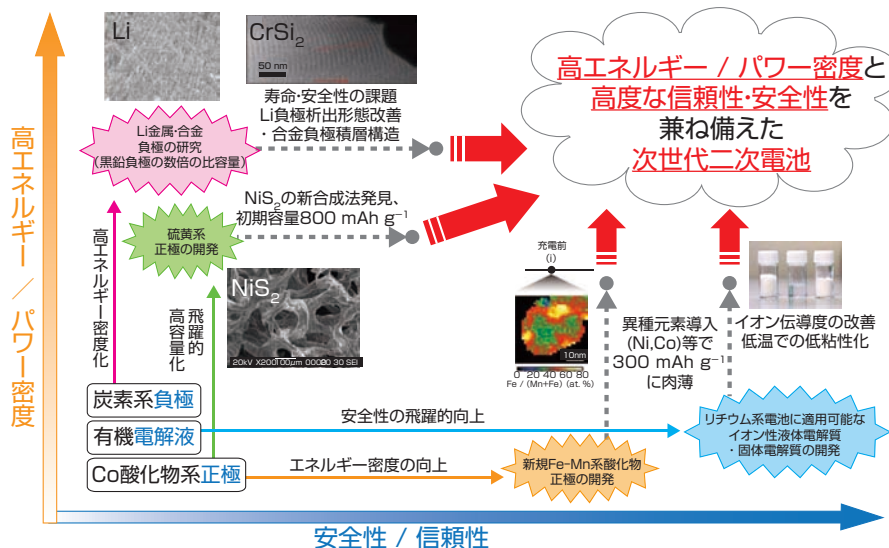 Li
CrSi2
50 nm
寿命・安全性の課題
Li負極析出形態改善
・合金負極積層構造
高エネルギー / パワー密度と
高度な信頼性・安全性を
兼ね備えた
次世代二次電池
Li金属・合金
負極の研究
(黒鉛負極の数倍の比容量)
NiS2の新合成法発見、
初期容量800 mAh g−1
硫黄系
正極の開発
高エネルギー / パワー密度
高エネルギー密度化
飛躍的
高容量化
NiS2
20kV X200 100μm 0000 20 30 SEI
充電前
(i)
10nm
0 20 40 60 80
Fe / (Mn+Fe) (at. %)
異種元素導入
(Ni,Co)等で
300 mAh g−1
に肉薄
イオン伝導度の改善
低温での低粘性化
炭素系負極
有機電解液
Co酸化物系正極
安全性の飛躍的向上
エネルギー密度の向上
新規Fe-Mn系酸化物
正極の開発
リチウム系電池に適用可能な
イオン性液体電解質
・固体電解質の開発
安全性 / 信頼性